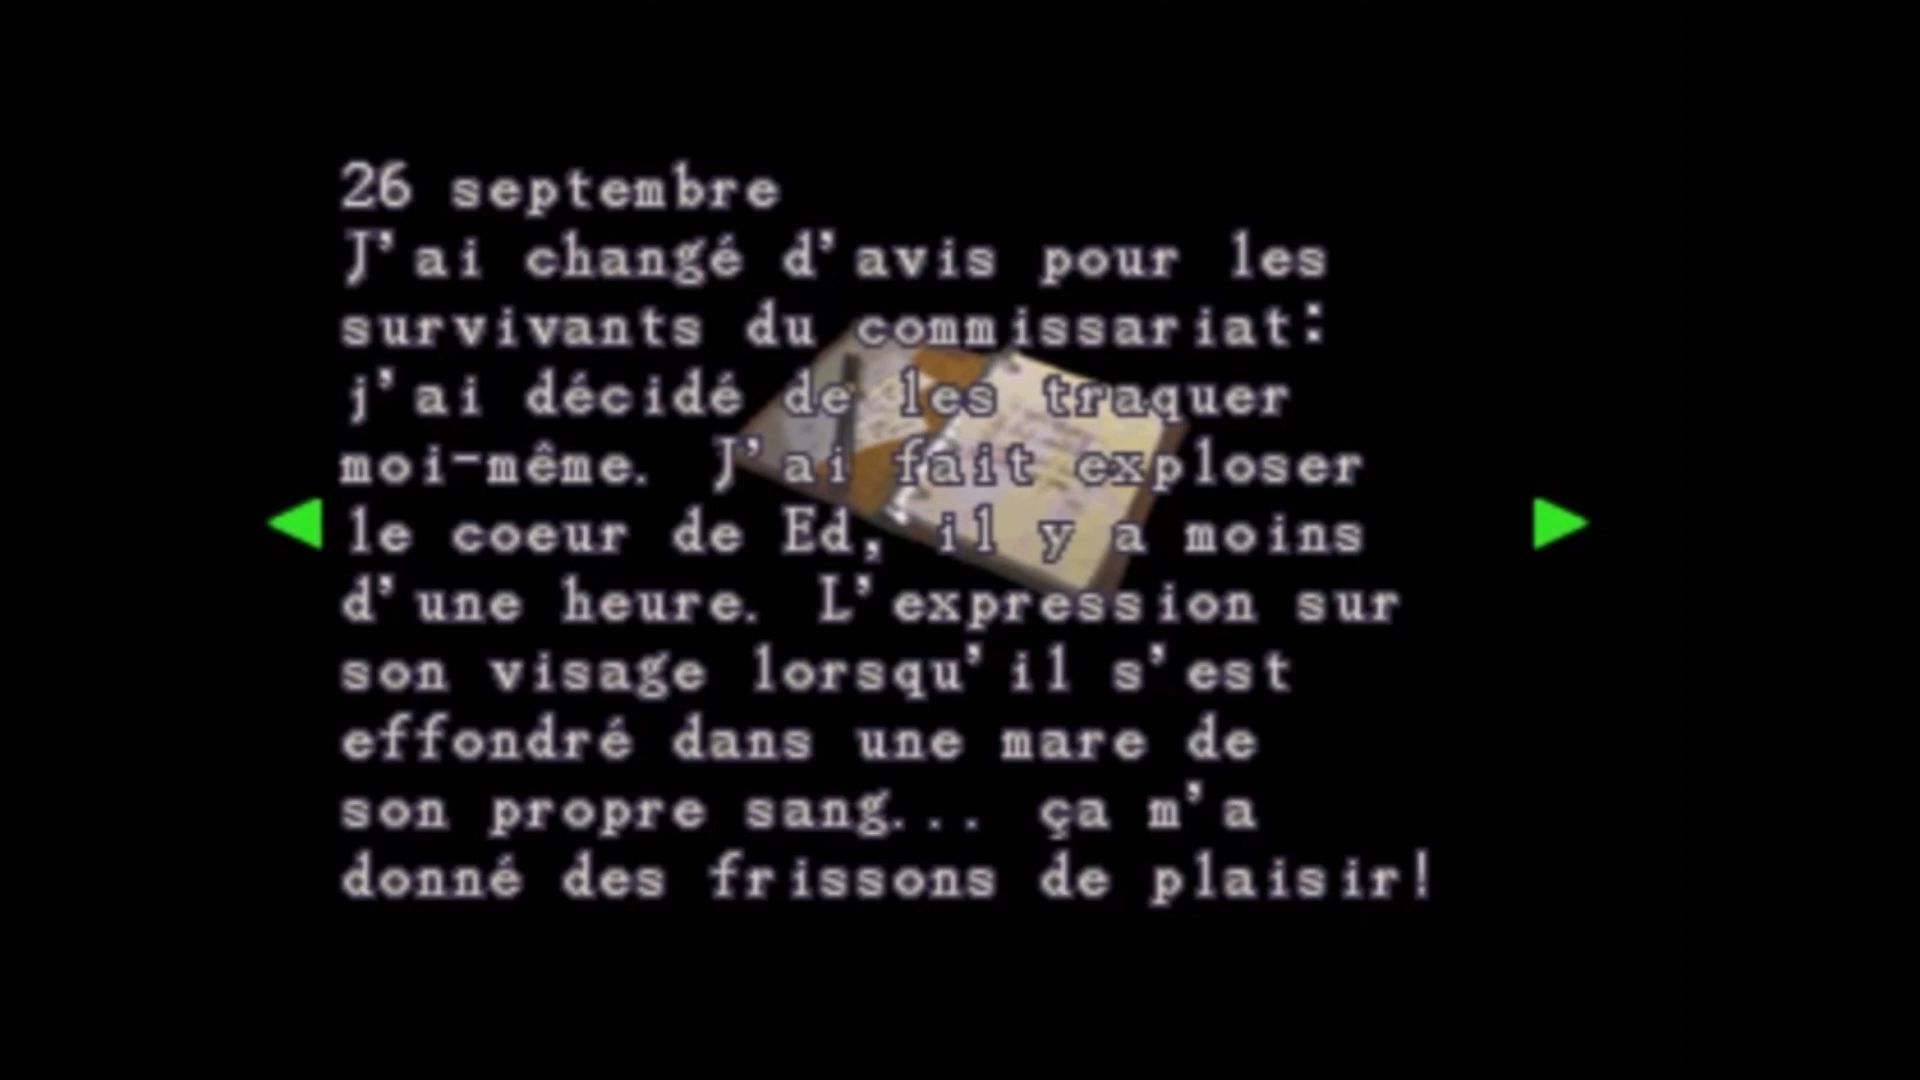 26 septembre
J'ai changé d'avis pour les
survivants du commissariat:
j'ai décidé de les traquer
moi-même. J'ai fait exploser
le coeur de Ed, il y a moins
d'une heure. L'expression sur
son visage lorsqu'il s'est
effondré dans une mare de
son propre sang... ça m'a
donné des frissons de plaisir!